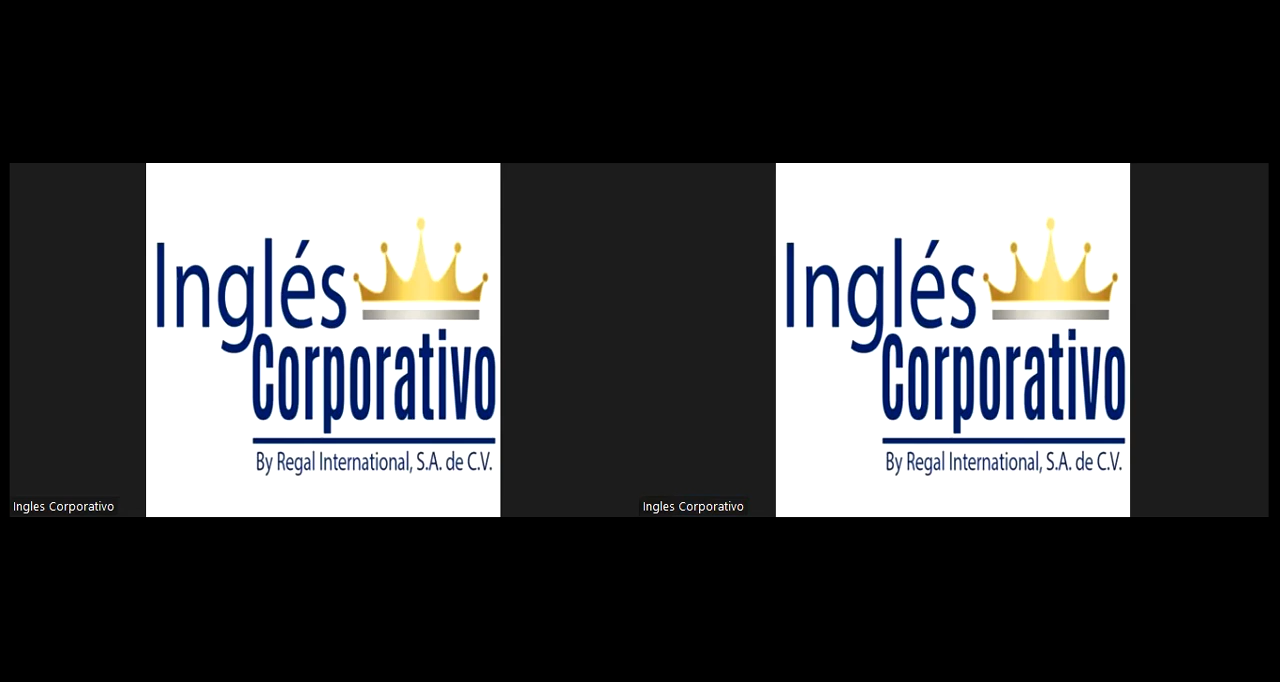 Inglés
Corporativo
By Regal International, S.A. de C.V.
Ingles Corporativo
Inglés
Corporativo
By Regal International, S.A. de C.V.
Ingles Corporativo